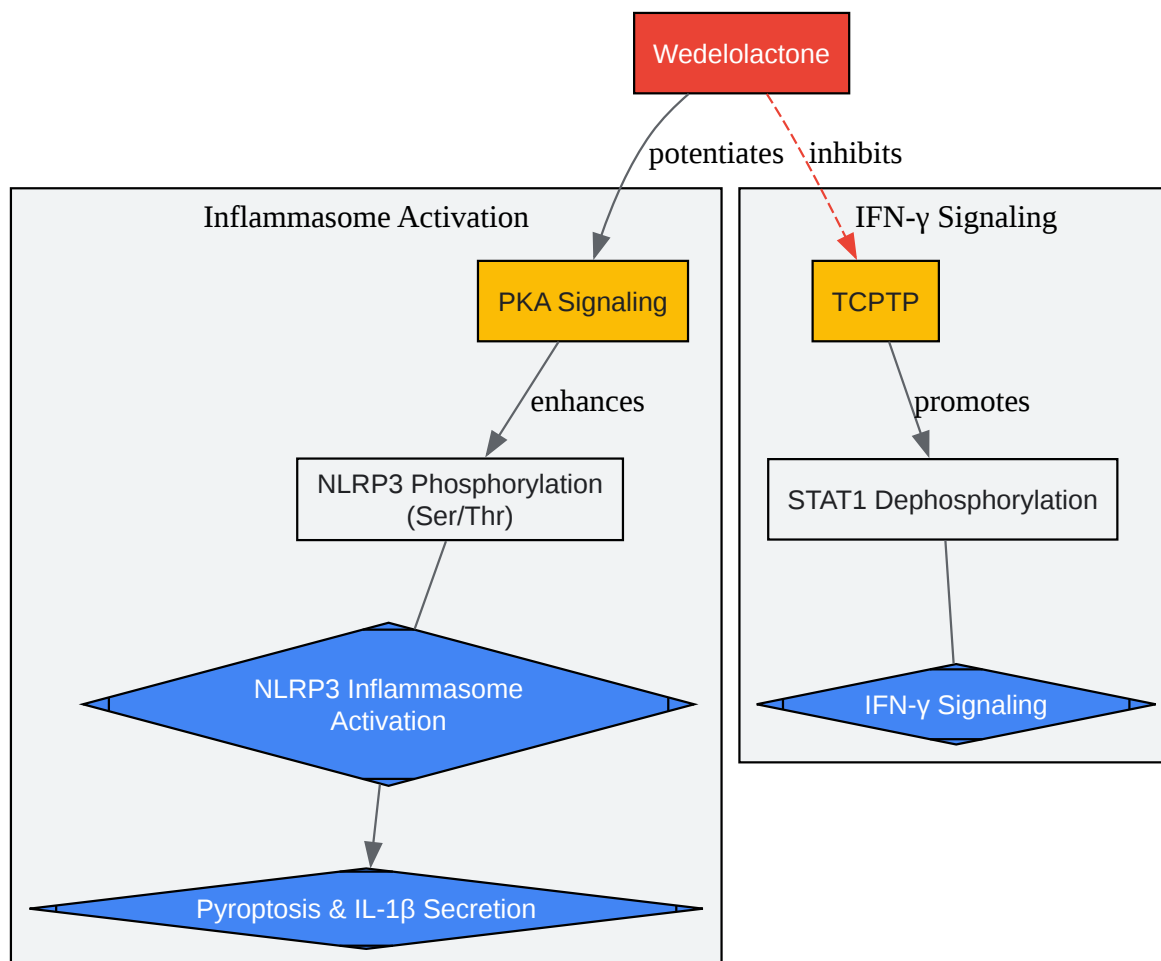 Wedelolactone
potentiates
inhibits
Inflammasome Activation
IFN-γ Signaling
PKA Signaling
TCPTP
enhances
promotes
NLRP3 Phosphorylation
(Ser/Thr)
STAT1 Dephosphorylation
NLRP3 Inflammasome
Activation
IFN-γ Signaling
Pyroptosis & IL-1β Secretion